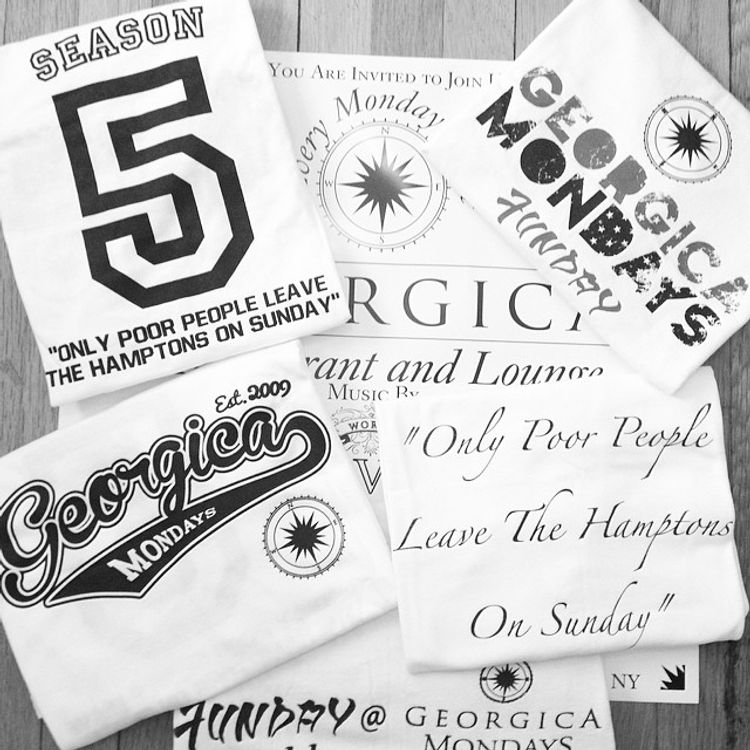 SEASON
5
"ONLY POOR PEOPLE LEAVE
THE HAMPTONS ON SUNDAY"
YOU ARE INVITED TO JOIN
Monday
N
W
E
S
RGICA
and Lounge
MUSIC BY
GEORGICA
MONDAYS
FUNDAY
Est. 2009
Georgica
MONDAYS
"Only Poor People
Leave The Hamptons
On Sunday"
NY
FUNDAY @ GEORGICA
MONDAYS